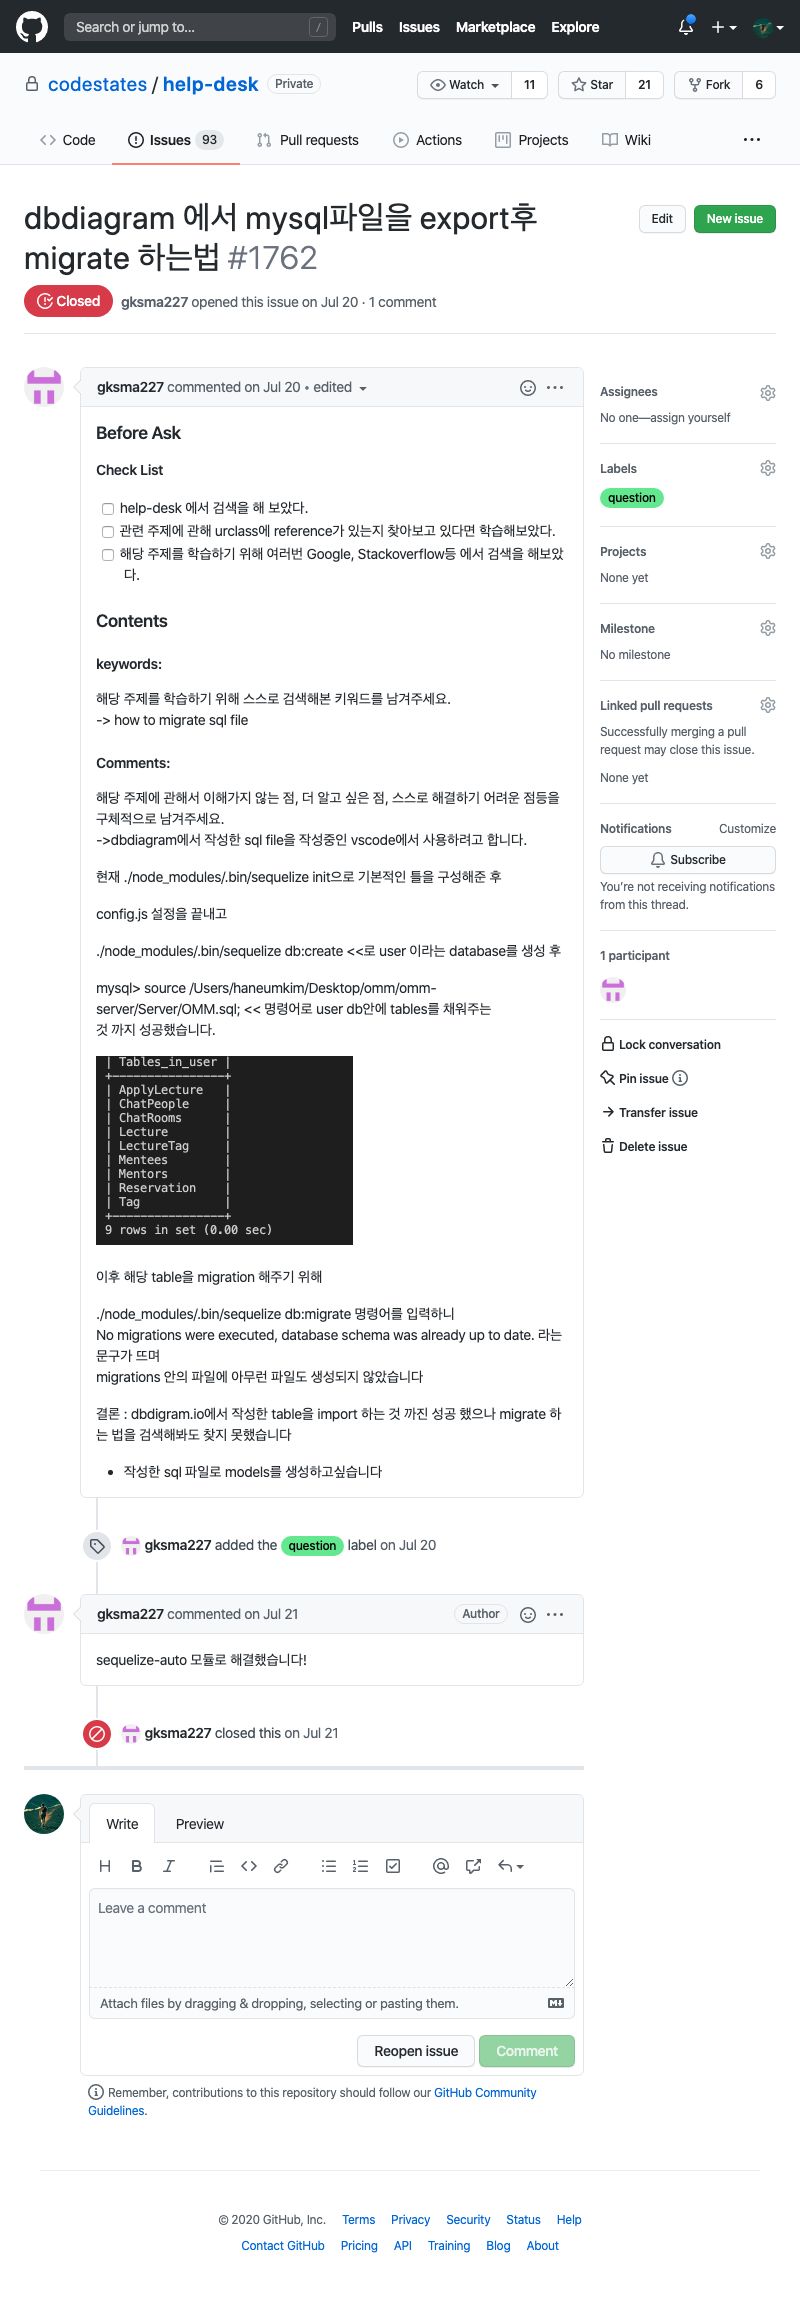 Search or jump to...
/
Pulls Issues Marketplace Explore
codestates / help-desk Private
Watch 11 Star 21 Fork 6
Code Issues 93 Pull requests Actions Projects Wiki
dbdiagram 에서 mysql파일을 export후
migrate 하는법 #1762
Edit New issue
Closed gksma227 opened this issue on Jul 20 · 1 comment
gksma227 commented on Jul 20 • edited
Before Ask
Check List
help-desk 에서 검색을 해 보았다.
관련 주제에 관해 urclass에 reference가 있는지 찾아보고 있다면 학습해보았다.
해당 주제를 학습하기 위해 여러번 Google, Stackoverflow등 에서 검색을 해보았
다.
Contents
keywords:
해당 주제를 학습하기 위해 스스로 검색해본 키워드를 남겨주세요.
-> how to migrate sql file
Comments:
해당 주제에 관해서 이해가지 않는 점, 더 알고 싶은 점, 스스로 해결하기 어려운 점등을
구체적으로 남겨주세요.
->dbdiagram에서 작성한 sql file을 작성중인 vscode에서 사용하려고 합니다.
현재 ./node_modules/.bin/sequelize init으로 기본적인 틀을 구성해준 후
config.js 설정을 끝내고
./node_modules/.bin/sequelize db:create <<로 user 이라는 database를 생성 후
mysql> source /Users/haneumkim/Desktop/omm/omm-
server/Server/OMM.sql; << 명령어로 user db안에 tables를 채워주는
것 까지 성공했습니다.
| Tables_in_user |
+----------------+
| ApplyLecture |
| ChatPeople |
| ChatRooms |
| Lecture |
| LectureTag |
| Mentees |
| Mentors |
| Reservation |
| Tag |
+----------------+
9 rows in set (0.00 sec)
이후 해당 table을 migration 해주기 위해
./node_modules/.bin/sequelize db:migrate 명령어를 입력하니
No migrations were executed, database schema was already up to date. 라는
문구가 뜨며
migrations 안의 파일에 아무런 파일도 생성되지 않았습니다
결론 : dbdigram.io에서 작성한 table을 import 하는 것 까진 성공 했으나 migrate 하
는 법을 검색해봐도 찾지 못했습니다
• 작성한 sql 파일로 models를 생성하고싶습니다
gksma227 added the question label on Jul 20
gksma227 commented on Jul 21 Author
sequelize-auto 모듈로 해결했습니다!
gksma227 closed this on Jul 21
Assignees
No one—assign yourself
Labels
question
Projects
None yet
Milestone
No milestone
Linked pull requests
Successfully merging a pull
request may close this issue.
None yet
Notifications Customize
Subscribe
You're not receiving notifications
from this thread.
1 participant
Lock conversation
Pin issue
Transfer issue
Delete issue
Write Preview
H B I
Leave a comment
Attach files by dragging & dropping, selecting or pasting them.
Reopen issue Comment
Remember, contributions to this repository should follow our GitHub Community
Guidelines.
© 2020 GitHub, Inc. Terms Privacy Security Status Help
Contact GitHub Pricing API Training Blog About